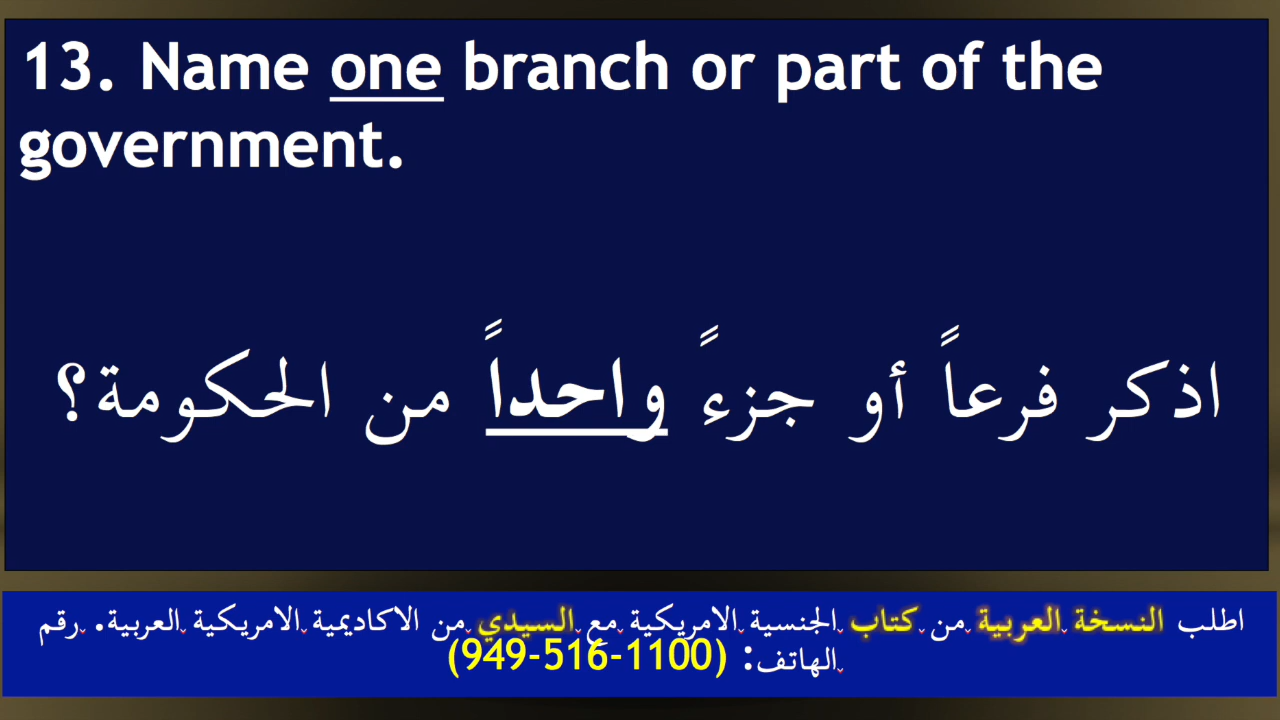 13. Name one branch or part of the
government.
اذكر فرعاً أو جزءً واحداً من الحكومة؟
اطلب النسخة العربية من كتاب الجنسية الامريكية مع السيدي من الاكاديمية الامريكية العربية. رقم
الهاتف: (949-516-1100)